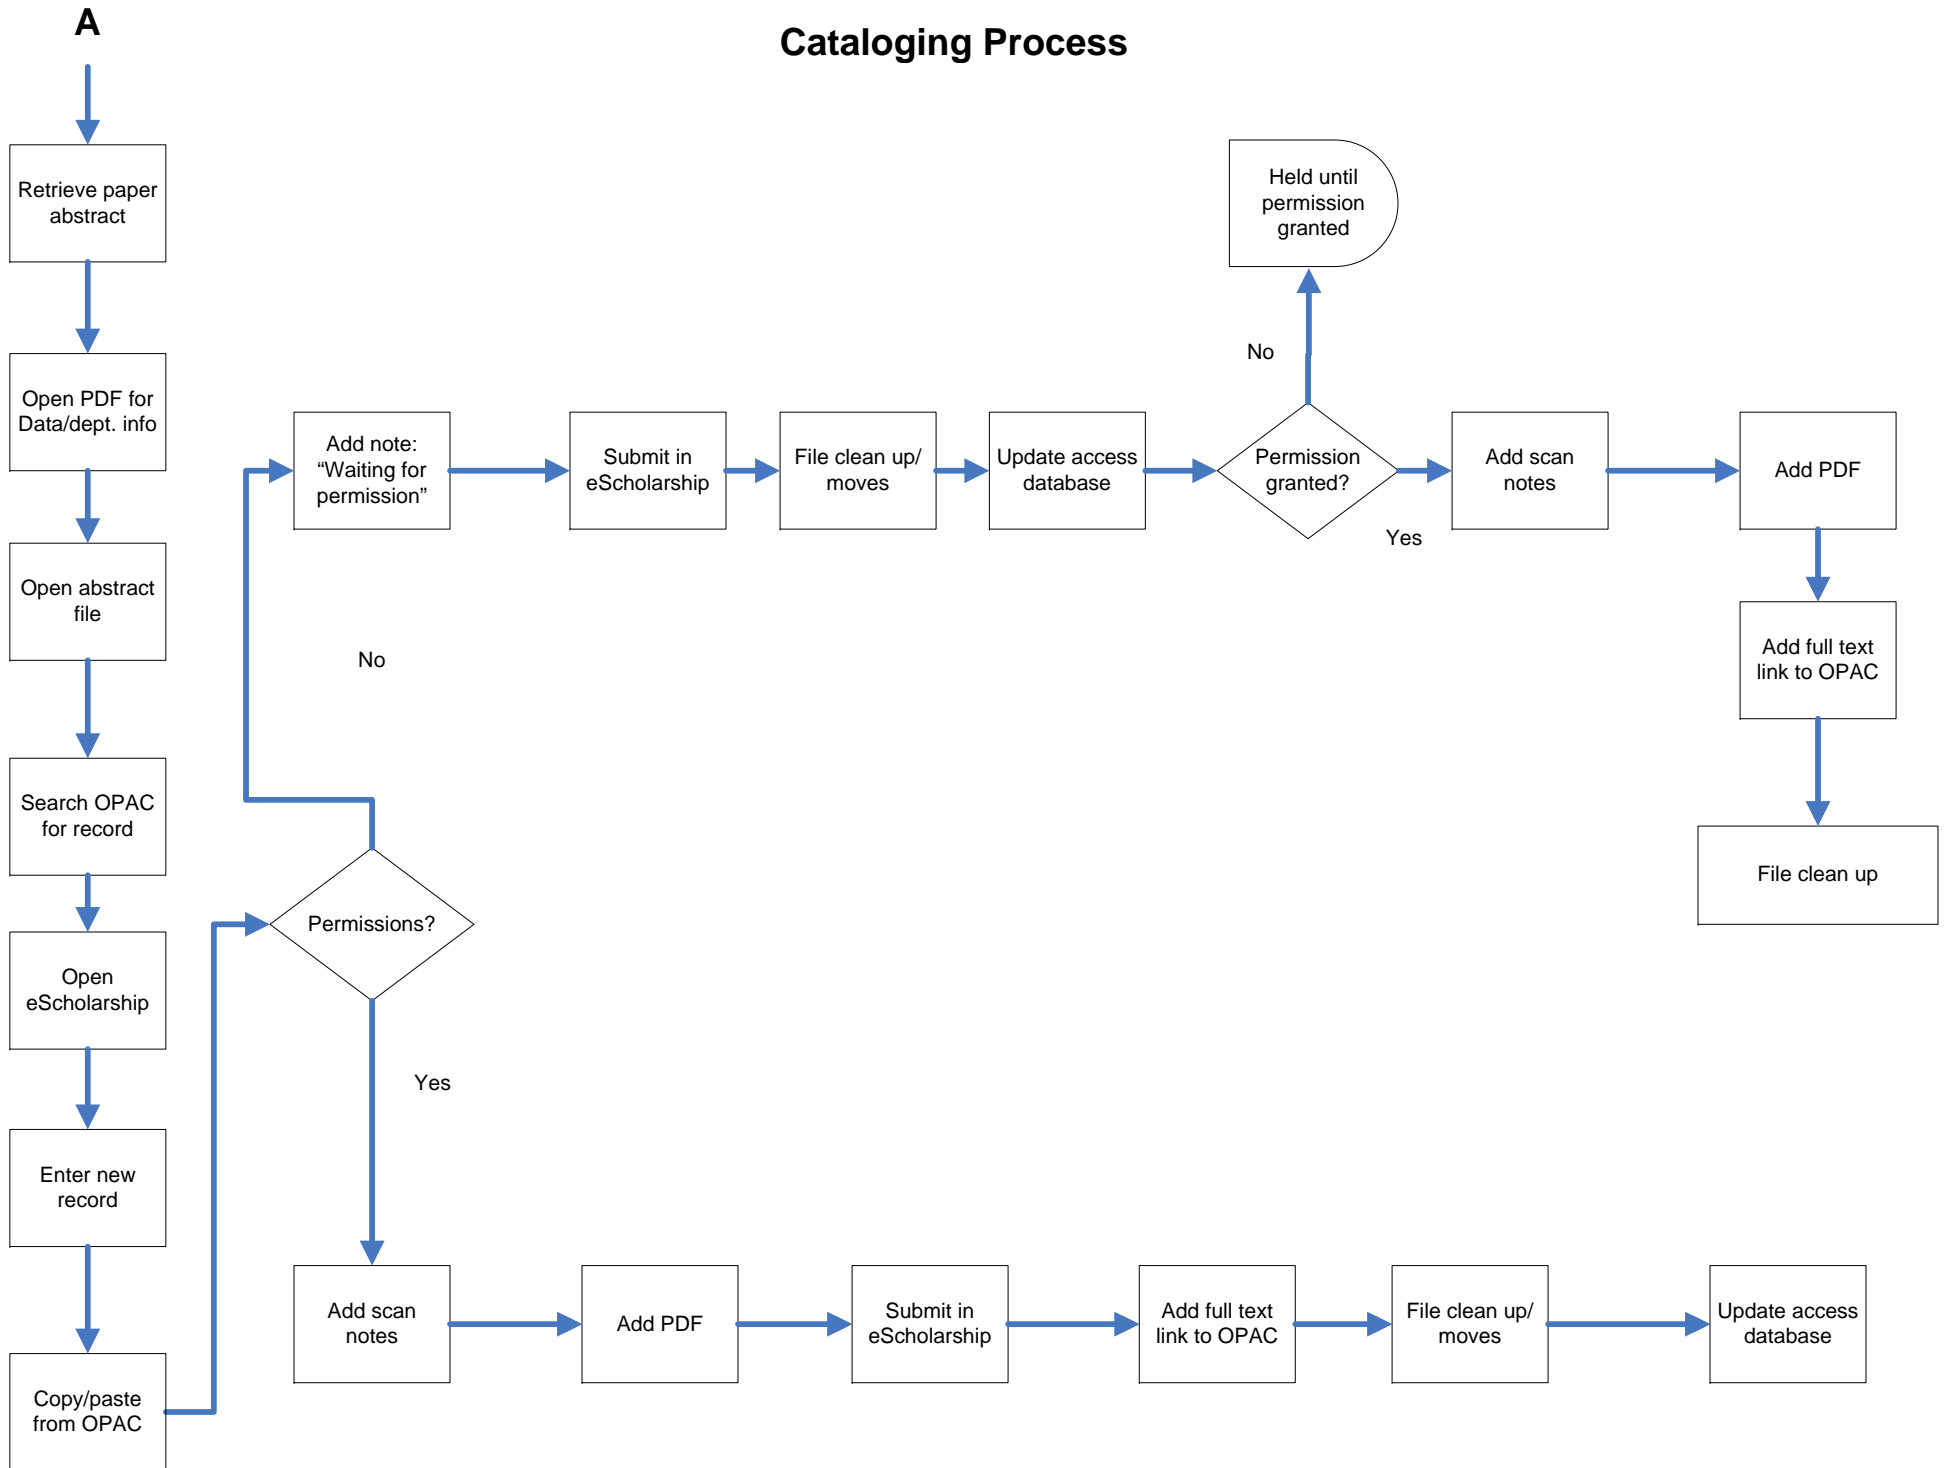 A
Cataloging Process
Retrieve paper
abstract
Open PDF for
Data/dept. info
Open abstract
file
Search OPAC
for record
Open
eScholarship
Enter new
record
Copy/paste
from OPAC
Permissions?
No
Add note:
“Waiting for
permission”
Submit in
eScholarship
File clean up/
moves
Update access
database
Permission
granted?
No
Held until
permission
granted
Yes
Add scan
notes
Add PDF
Add full text
link to OPAC
File clean up
Yes
Add scan
notes
Add PDF
Submit in
eScholarship
Add full text
link to OPAC
File clean up/
moves
Update access
database